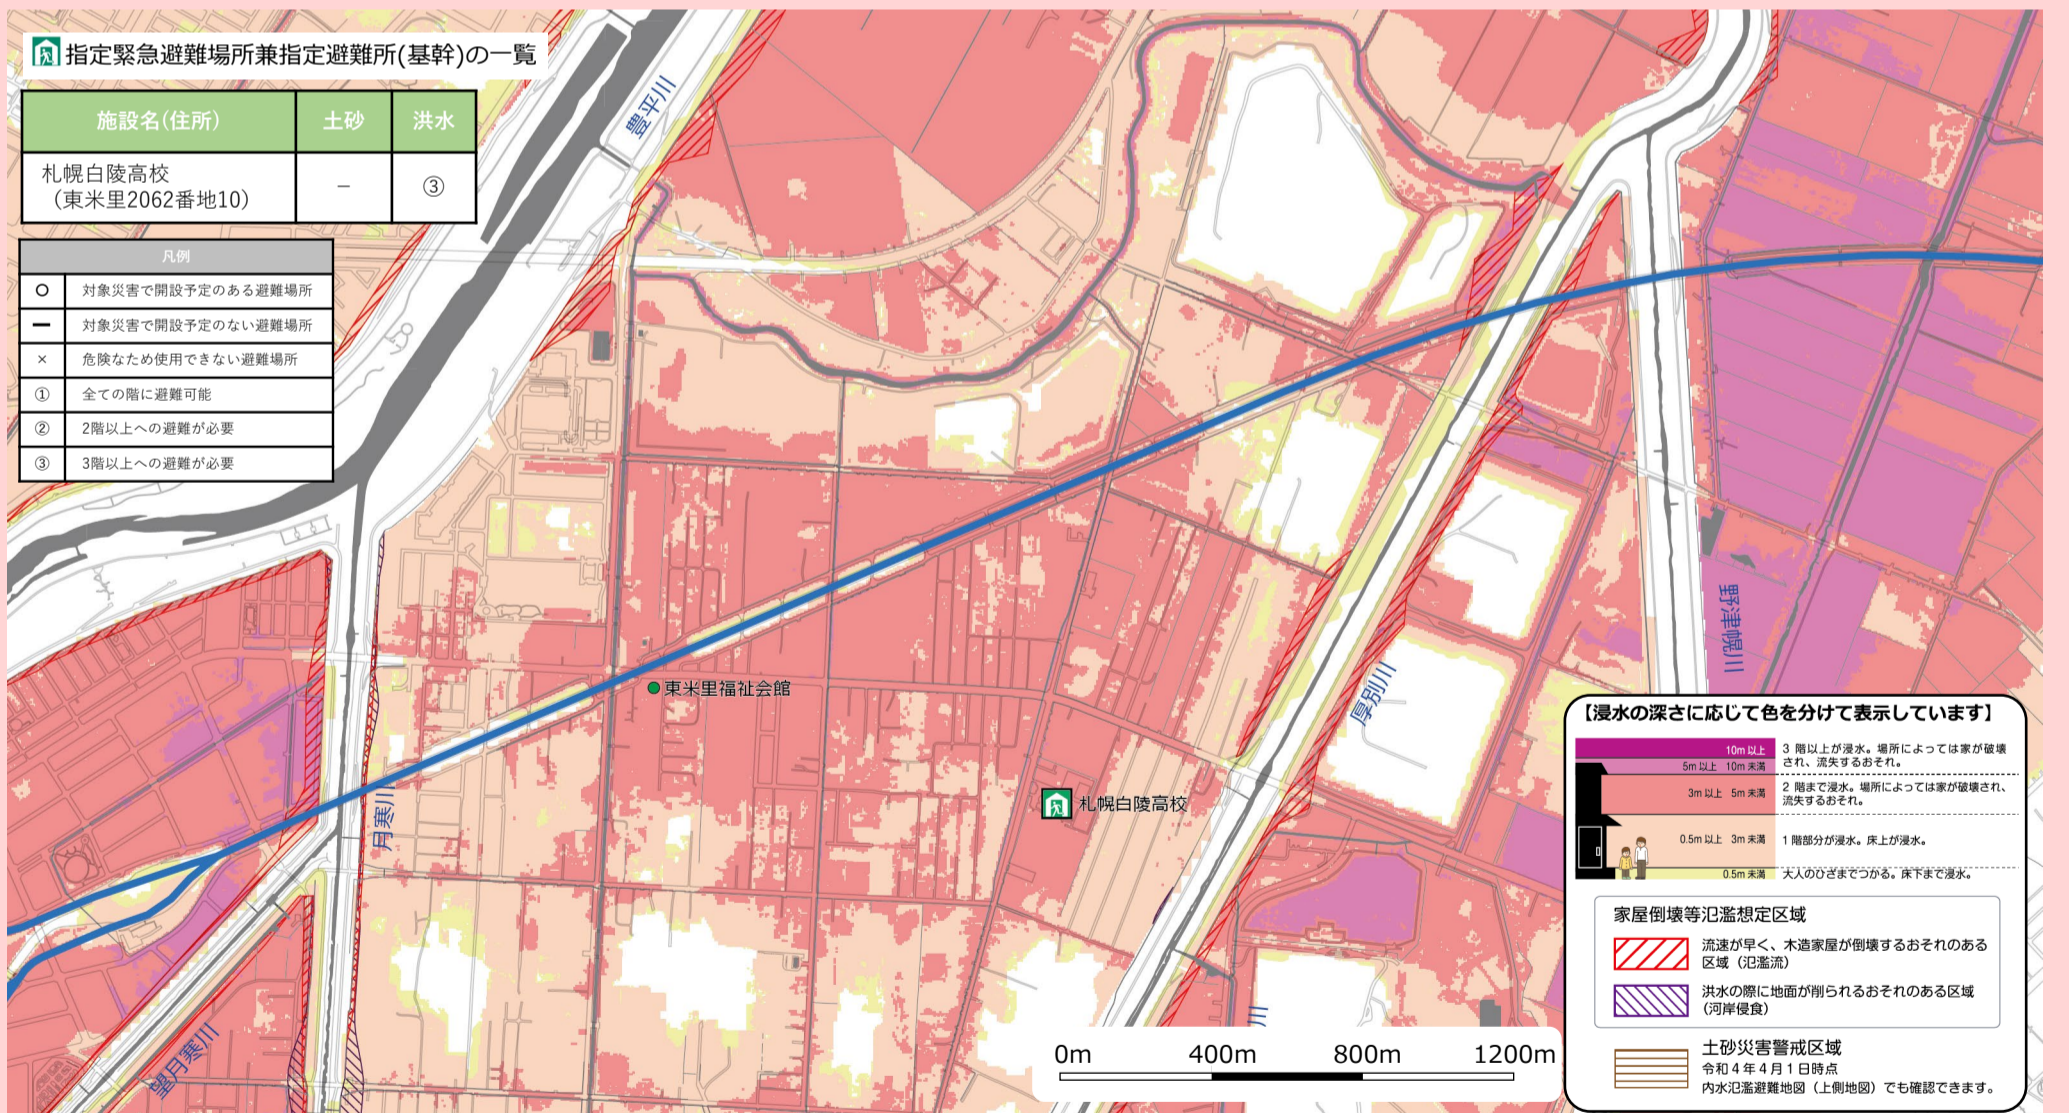 指定緊急避難場所兼指定避難所(基幹)の一覧
施設名(住所) 土砂 洪水
札幌白陵高校
(東米里2062番地10)
－ ③
凡例
○ 対象災害で開設予定のある避難場所
ー 対象災害で開設予定のない避難場所
× 危険なため使用できない避難場所
① 全ての階に避難可能
② 2階以上への避難が必要
③ 3階以上への避難が必要
豊平川
東米里福祉会館
札幌白陵高校
月寒川
望月寒川
厚別川
野津幌川
川
0m 400m 800m 1200m
【浸水の深さに応じて色を分けて表示しています】
10m 以上
3 階以上が浸水。場所によっては家が破壊
され、流失するおそれ。
5m 以上 10m 未満
3m 以上 5m 未満
2 階まで浸水。場所によっては家が破壊され、
流失するおそれ。
0.5m 以上 3m 未満
1 階部分が浸水。床上が浸水。
0.5m 未満
大人のひざまでつかる。床下まで浸水。
家屋倒壊等氾濫想定区域
流速が早く、木造家屋が倒壊するおそれのある
区域（氾濫流）
洪水の際に地面が削られるおそれのある区域
（河岸侵食）
土砂災害警戒区域
令和４年４月１日時点
内水氾濫避難地図（上側地図）でも確認できます。